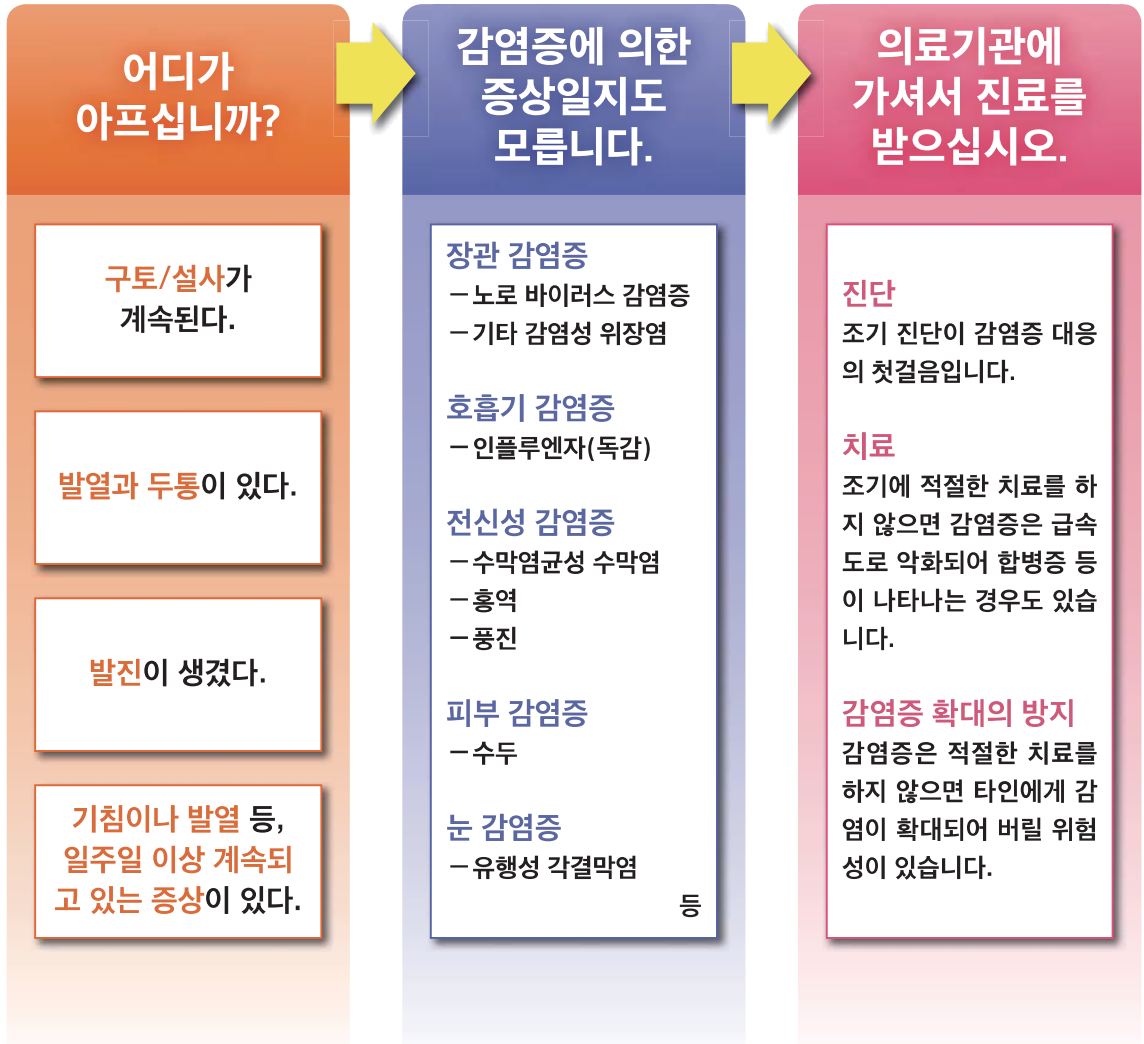 어디가
아프십니까?
구토/설사가
계속된다.
발열과 두통이 있다.
발진이 생겼다.
기침이나 발열 등,
일주일 이상 계속되
고 있는 증상이 있다.
감염증에 의한
증상일지도
모릅니다.
장관 감염증
－노로 바이러스 감염증
－기타 감염성 위장염
호흡기 감염증
－인플루엔자(독감)
전신성 감염증
－수막염균성 수막염
－홍역
－풍진
피부 감염증
－수두
눈 감염증
－유행성 각결막염
등
의료기관에
가셔서 진료를
받으십시오.
진단
조기 진단이 감염증 대응
의 첫걸음입니다.
치료
조기에 적절한 치료를 하
지 않으면 감염증은 급속
도로 악화되어 합병증 등
이 나타나는 경우도 있습
니다.
감염증 확대의 방지
감염증은 적절한 치료를
하지 않으면 타인에게 감
염이 확대되어 버릴 위험
성이 있습니다.